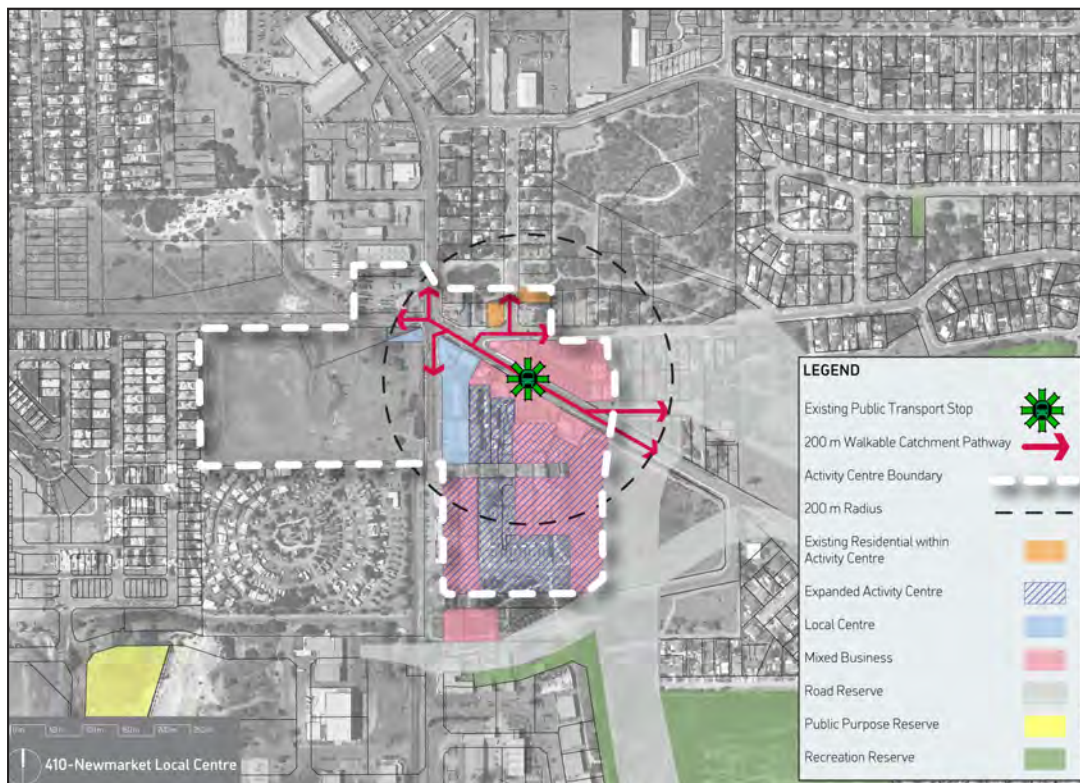 LEGEND
Existing Public Transport Stop
200 m Walkable Catchment Pathway
Activity Centre Boundary
200 m Radius
Existing Residential within
Activity Centre
Expanded Activity Centre
Local Centre
Mixed Business
Road Reserve
Public Purpose Reserve
Recreation Reserve
410-Newmarket Local Centre